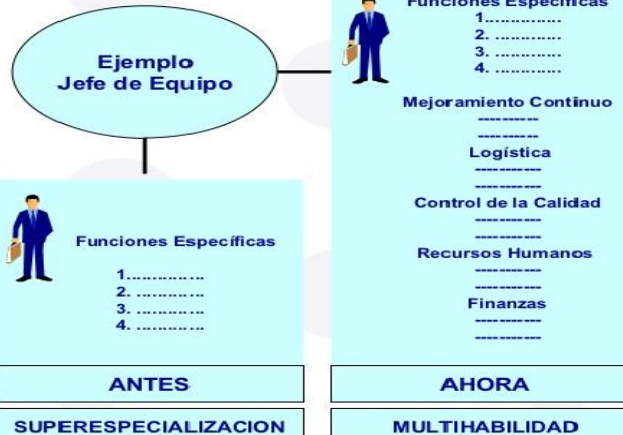 Ejemplo
Jefe de Equipo
Funciones Específicas
1...............
2. .............
3. .............
4. .............
ANTES
SUPERESPECIALIZACION
Funciones Específicas
1...............
2. .............
3. .............
4. .............
Mejoramiento Continuo
----------
----------
Logística
----------
----------
Control de la Calidad
----------
----------
Recursos Humanos
----------
----------
Finanzas
----------
----------
AHORA
MULTIHABILIDAD